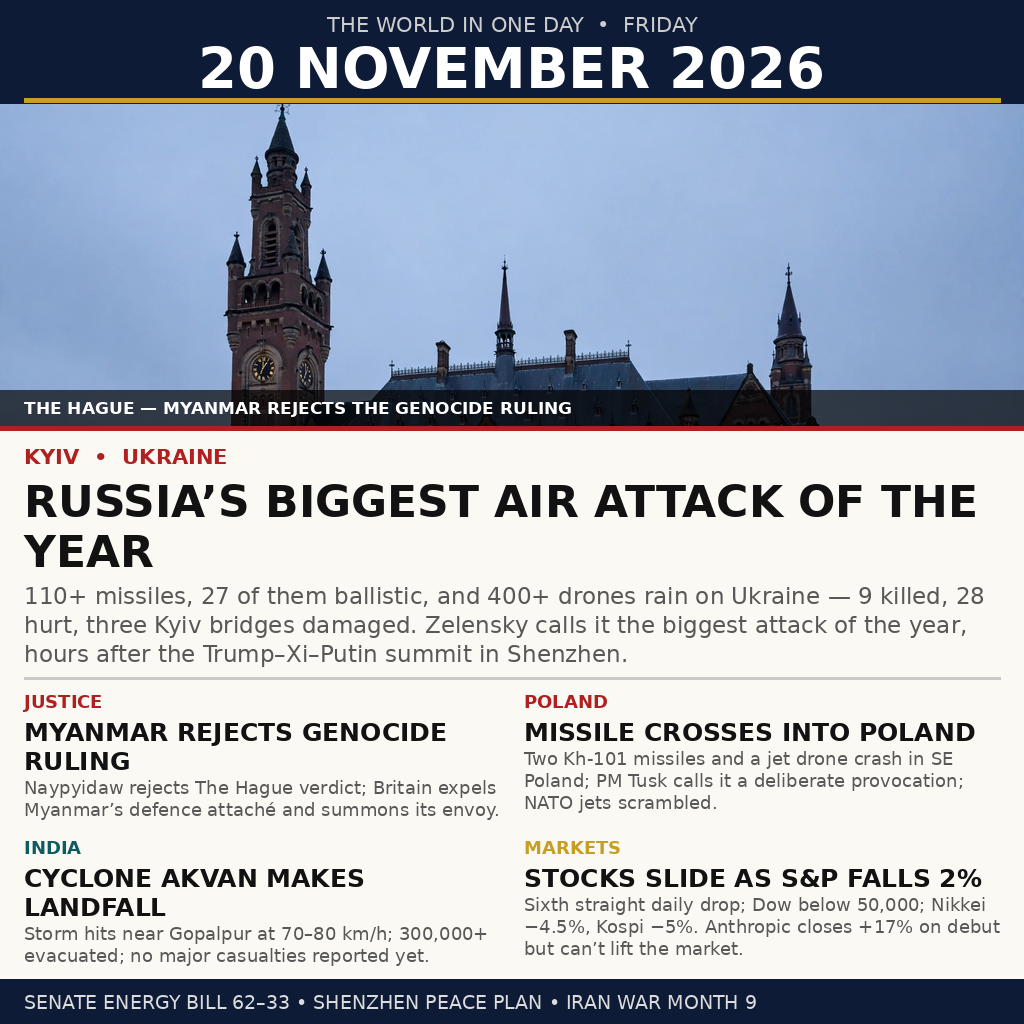 THE WORLD IN ONE DAY • FRIDAY
20 NOVEMBER 2026
THE HAGUE — MYANMAR REJECTS THE GENOCIDE RULING
KYIV • UKRAINE
RUSSIA’S BIGGEST AIR ATTACK OF THE
YEAR
110+ missiles, 27 of them ballistic, and 400+ drones rain on Ukraine — 9 killed, 28
hurt, three Kyiv bridges damaged. Zelensky calls it the biggest attack of the year,
hours after the Trump–Xi–Putin summit in Shenzhen.
JUSTICE
MYANMAR REJECTS GENOCIDE
RULING
Naypyidaw rejects The Hague verdict; Britain expels
Myanmar’s defence attaché and summons its envoy.
POLAND
MISSILE CROSSES INTO POLAND
Two Kh-101 missiles and a jet drone crash in SE
Poland; PM Tusk calls it a deliberate provocation;
NATO jets scrambled.
INDIA
CYCLONE AKVAN MAKES
LANDFALL
Storm hits near Gopalpur at 70–80 km/h; 300,000+
evacuated; no major casualties reported yet.
MARKETS
STOCKS SLIDE AS S&P FALLS 2%
Sixth straight daily drop; Dow below 50,000; Nikkei
−4.5%, Kospi −5%. Anthropic closes +17% on debut
but can’t lift the market.
SENATE ENERGY BILL 62–33 • SHENZHEN PEACE PLAN • IRAN WAR MONTH 9